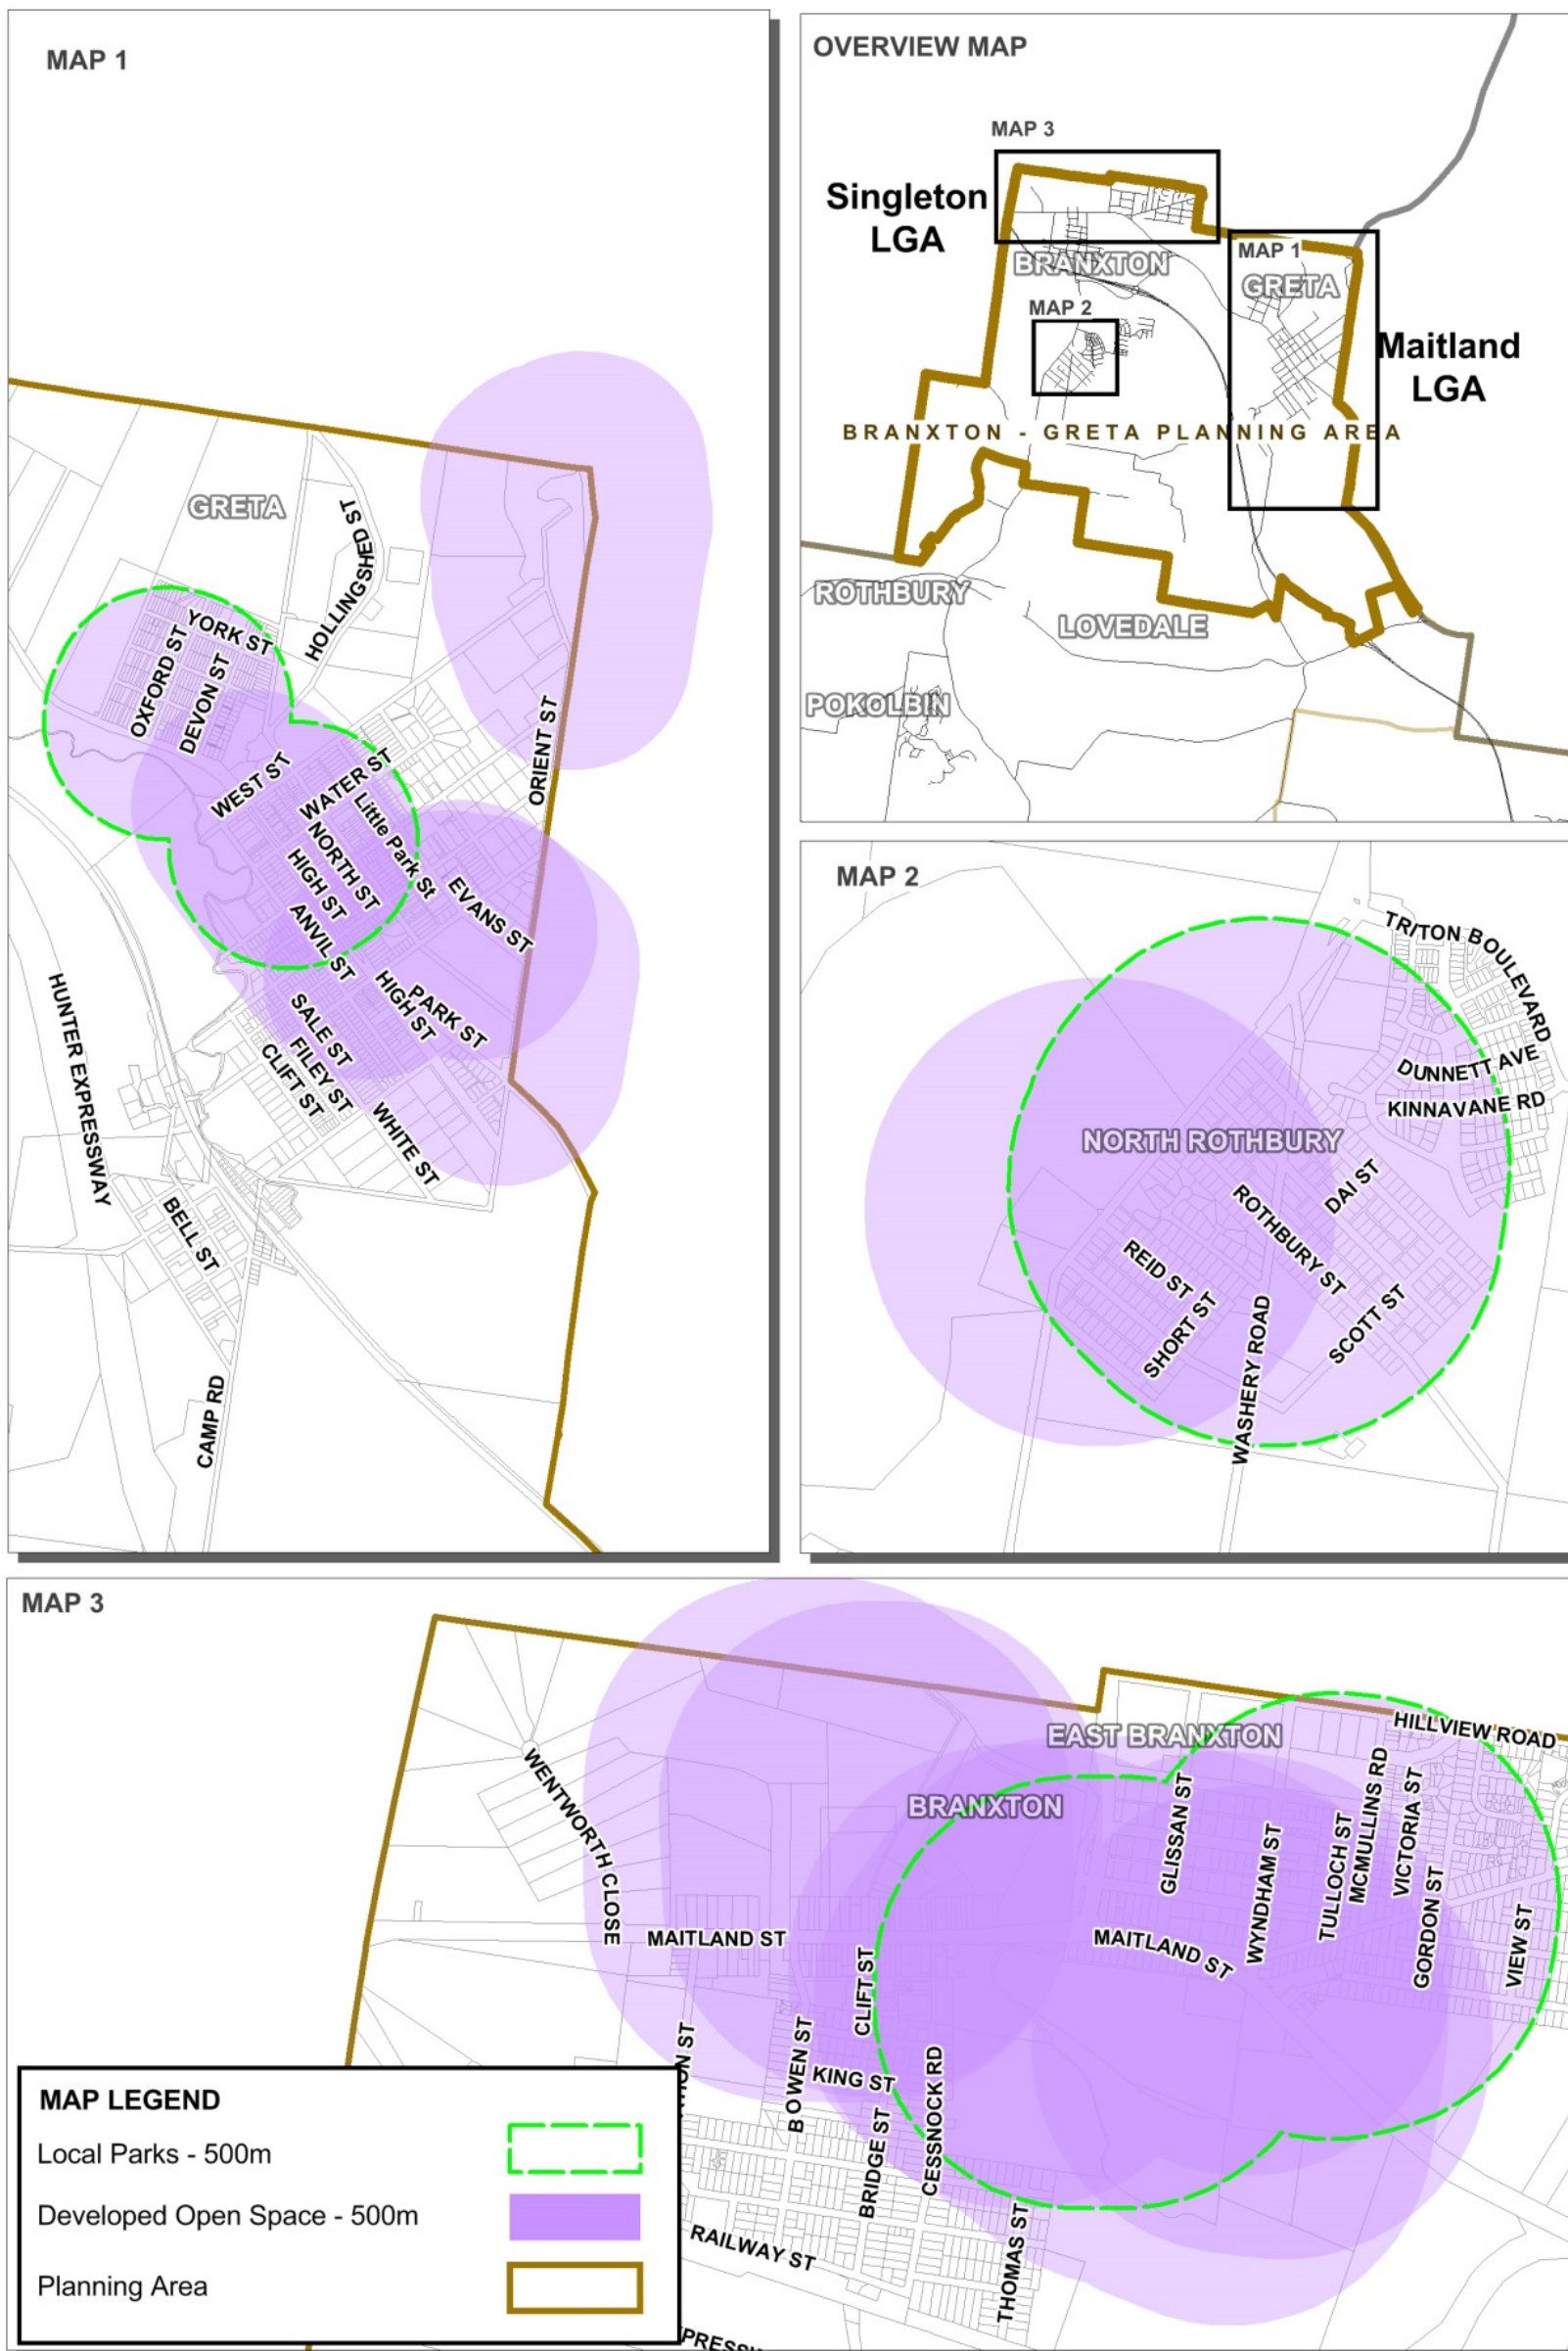 MAP 1
GRETA
HOLLINGSHED ST
YORK ST
OXFORD ST
DEVON ST
WEST ST
WATER ST
Little Park St
NORTH ST
HIGH ST
ANVIL ST
EVANS ST
ORIENT ST
HIGH ST
PARK ST
SALE ST
FILEY ST
CLIFT ST
WHITE ST
HUNTER EXPRESSWAY
BELL ST
CAMP RD
OVERVIEW MAP
MAP 3
Singleton
LGA
BRANXTON
MAP 1
GRETA
MAP 2
Maitland
LGA
BRANXTON - GRETA PLANNING AREA
ROTHBURY
LOVEDALE
POKOLBIN
MAP 2
TRITON BOULEVARD
DUNNETT AVE
KINNAVANE RD
NORTH ROTHBURY
DAI ST
ROTHBURY ST
REID ST
SHORT ST
SCOTT ST
WASHERY ROAD
MAP 3
EAST BRANXTON
HILLVIEW ROAD
BRANXTON
WENTWORTH CLOSE
GLISSAN ST
WYNDHAM ST
TULLOCH ST
MCMULLINS RD
VICTORIA ST
GORDON ST
VIEW ST
MAITLAND ST
MAITLAND ST
CLIFT ST
BOWEN ST
KING ST
BRIDGE ST
CESSNOCK RD
RAILWAY ST
THOMAS ST
MAP LEGEND
Local Parks - 500m
Developed Open Space - 500m
Planning Area